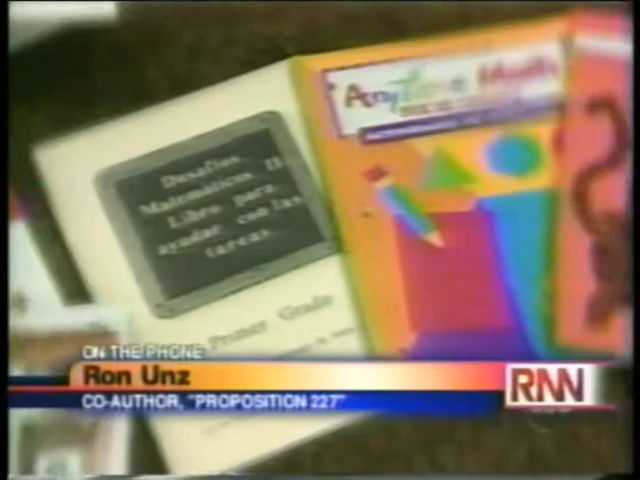 Desafios
Matemáticos II
Libro para
ayudar con las
tareas.
Primer Grado
AnyTime Math
ON THE PHONE
Ron Unz
CO-AUTHOR, "PROPOSITION 227"
RNN